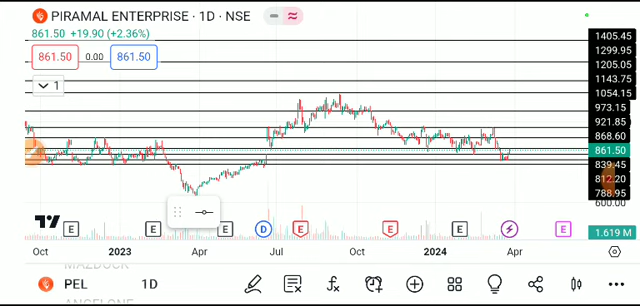 PIRAMAL ENTERPRISE · 1D · NSE
861.50 +19.90 (+2.36%)
861.50 0.00 861.50
1
1405.45
1299.95
1205.05
1143.75
1054.15
973.15
921.85
868.60
861.50
839.45
812.20
788.95
600.00
1.619 M
E E E D E E E E
Oct 2023 Apr Jul Oct 2024 Apr
MAZDOCK
PEL 1D
ANGELONE